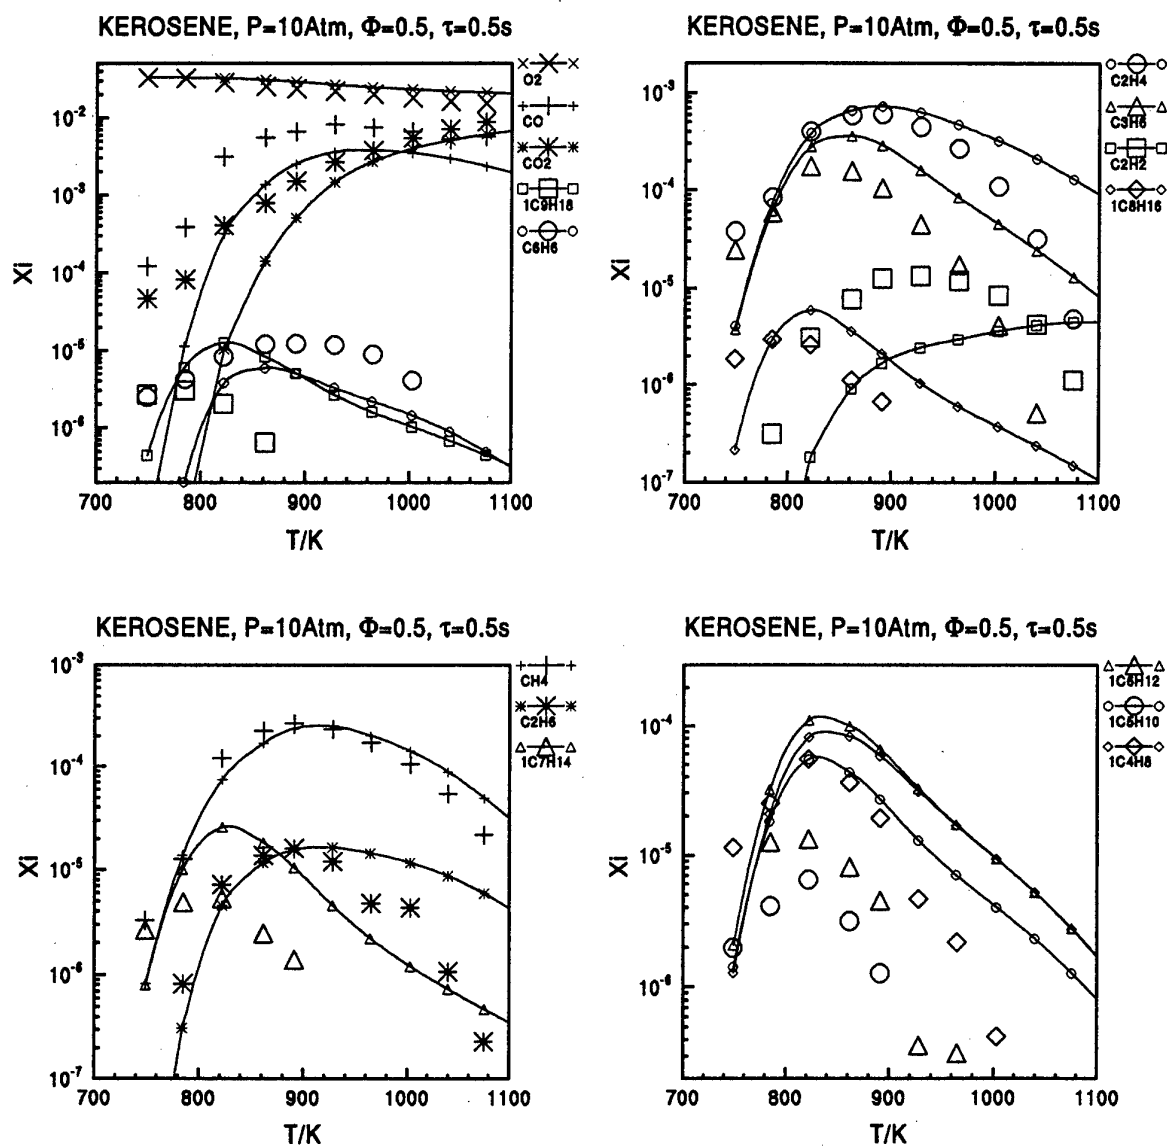 KEROSENE, P=10Atm, Φ=0.5, τ=0.5s
Xi
10⁻²
10⁻³
10⁻⁴
10⁻⁵
10⁻⁶
700 800 900 1000 1100
T/K
O2
CO
CO2
1C9H18
C6H6
KEROSENE, P=10Atm, Φ=0.5, τ=0.5s
Xi
10⁻³
10⁻⁴
10⁻⁵
10⁻⁶
10⁻⁷
700 800 900 1000 1100
T/K
C2H4
C3H6
C2H2
1C8H16
KEROSENE, P=10Atm, Φ=0.5, τ=0.5s
Xi
10⁻³
10⁻⁴
10⁻⁵
10⁻⁶
10⁻⁷
700 800 900 1000 1100
T/K
CH4
C2H6
1C7H14
KEROSENE, P=10Atm, Φ=0.5, τ=0.5s
Xi
10⁻⁴
10⁻⁵
10⁻⁶
700 800 900 1000 1100
T/K
1C6H12
1C5H10
1C4H8